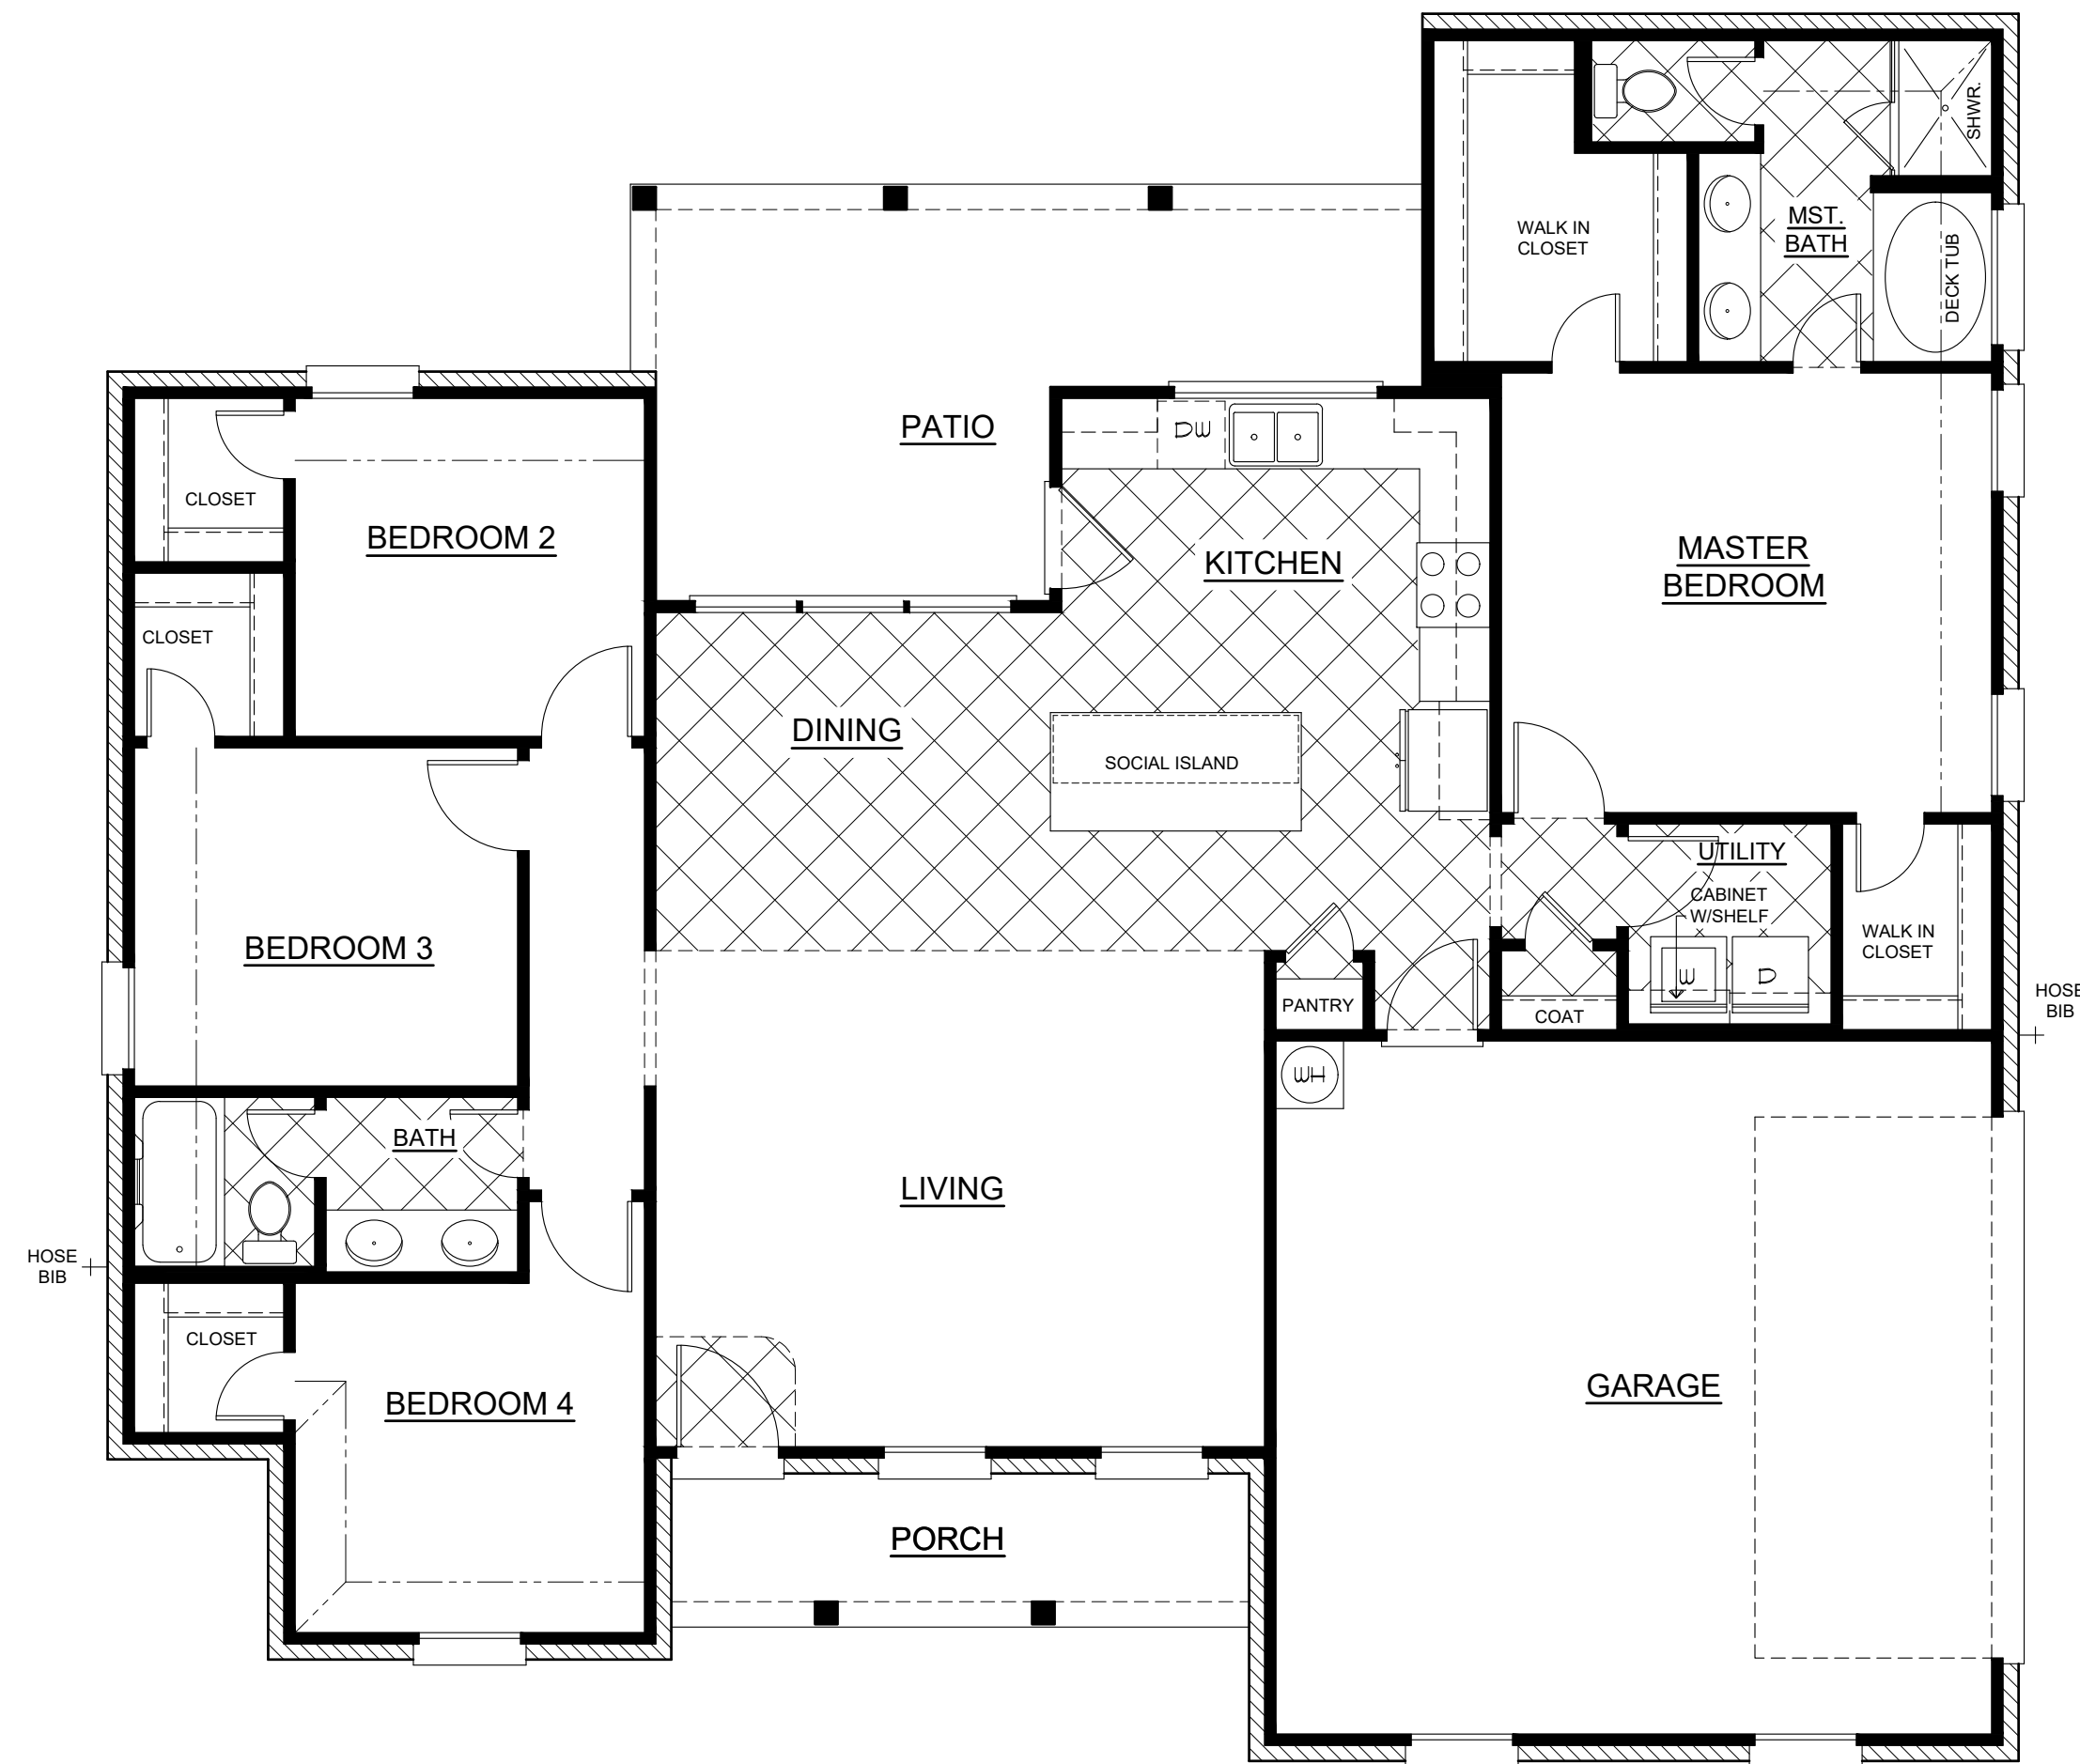 SHWR.
MST.
BATH
WALK IN
CLOSET
DECK TUB
PATIO
DW
CLOSET
BEDROOM 2
KITCHEN
MASTER
BEDROOM
CLOSET
DINING
SOCIAL ISLAND
UTILITY
CABINET
W/SHELF
BEDROOM 3
WALK IN
CLOSET
W
D
PANTRY
COAT
HOSE
BIB
WH
BATH
LIVING
HOSE
BIB
CLOSET
BEDROOM 4
GARAGE
PORCH